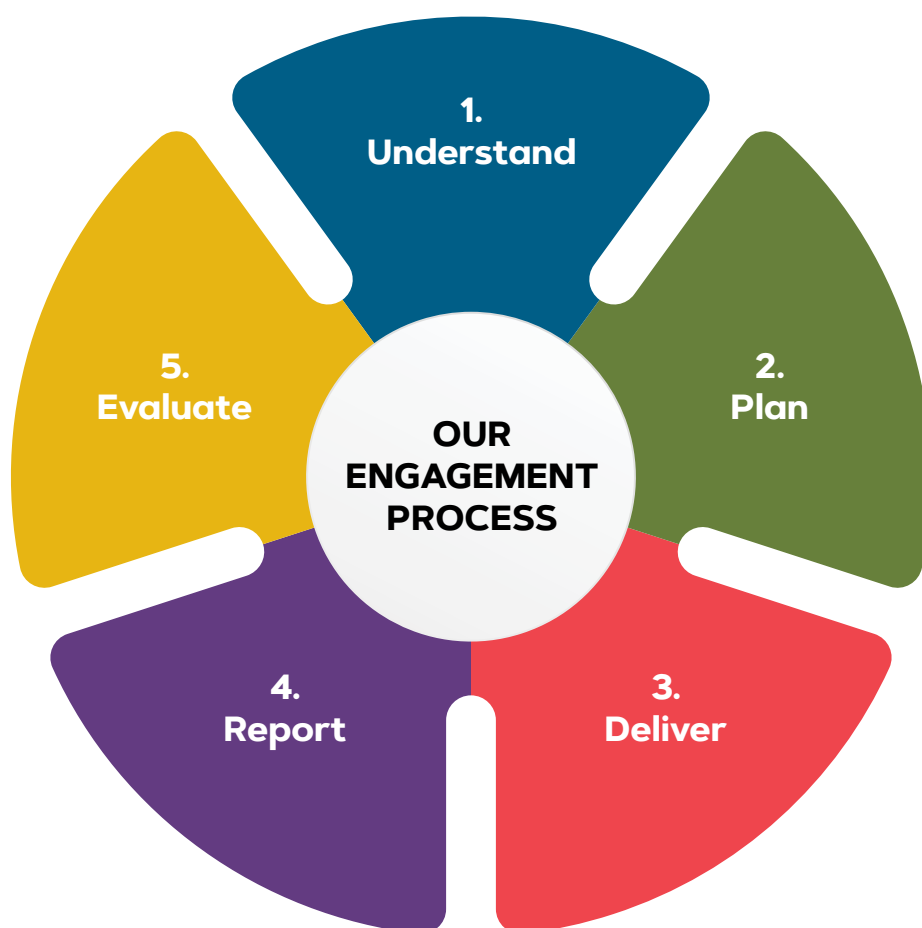 OUR
ENGAGEMENT
PROCESS
1.
Understand
2.
Plan
3.
Deliver
4.
Report
5.
Evaluate